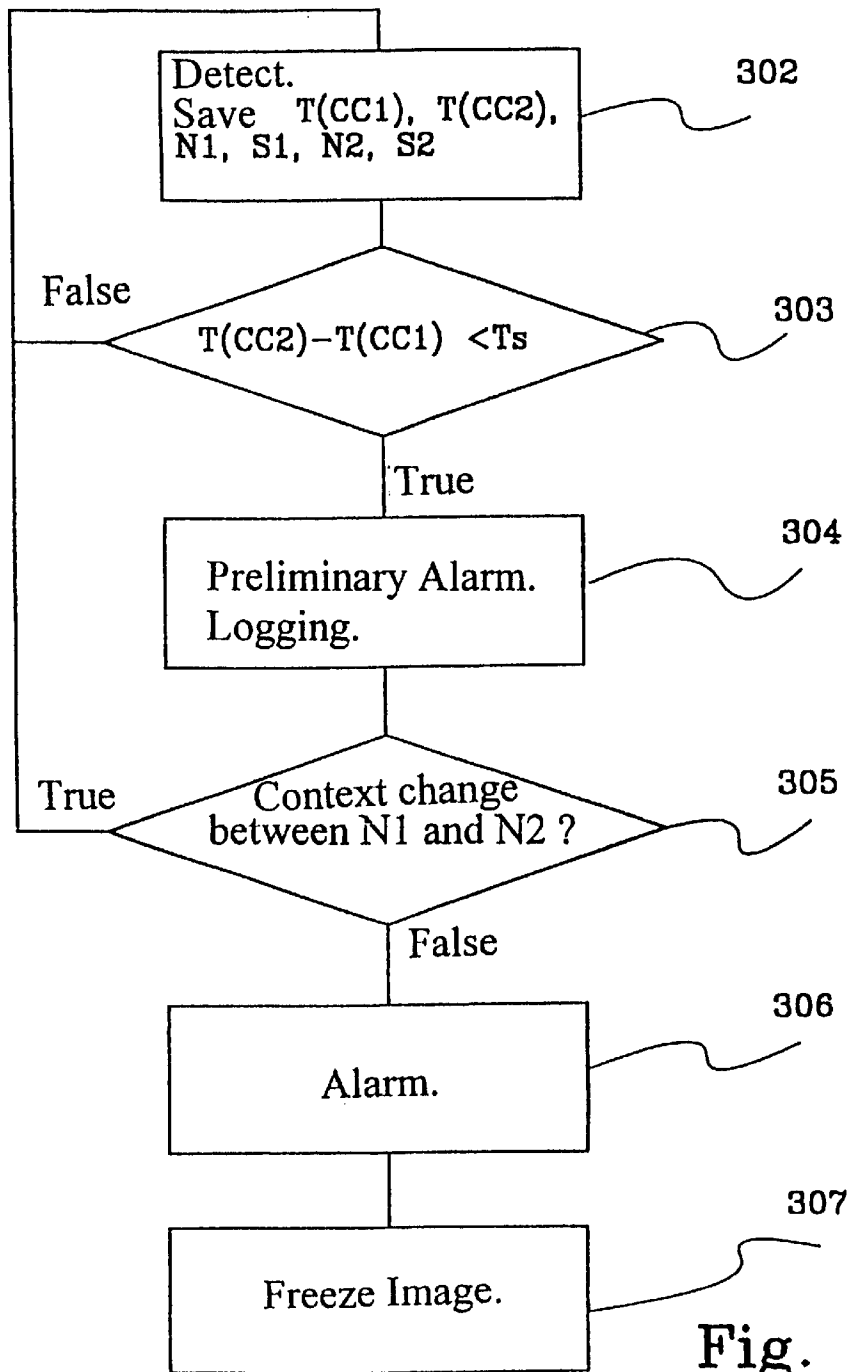 Detect.
302
Save T(CC1), T(CC2),
N1, S1, N2, S2
False
303
T(CC2)-T(CC1) <Ts
True
304
Preliminary Alarm.
Logging.
305
True
Context change
between N1 and N2 ?
False
306
Alarm.
307
Freeze Image.
Fig.